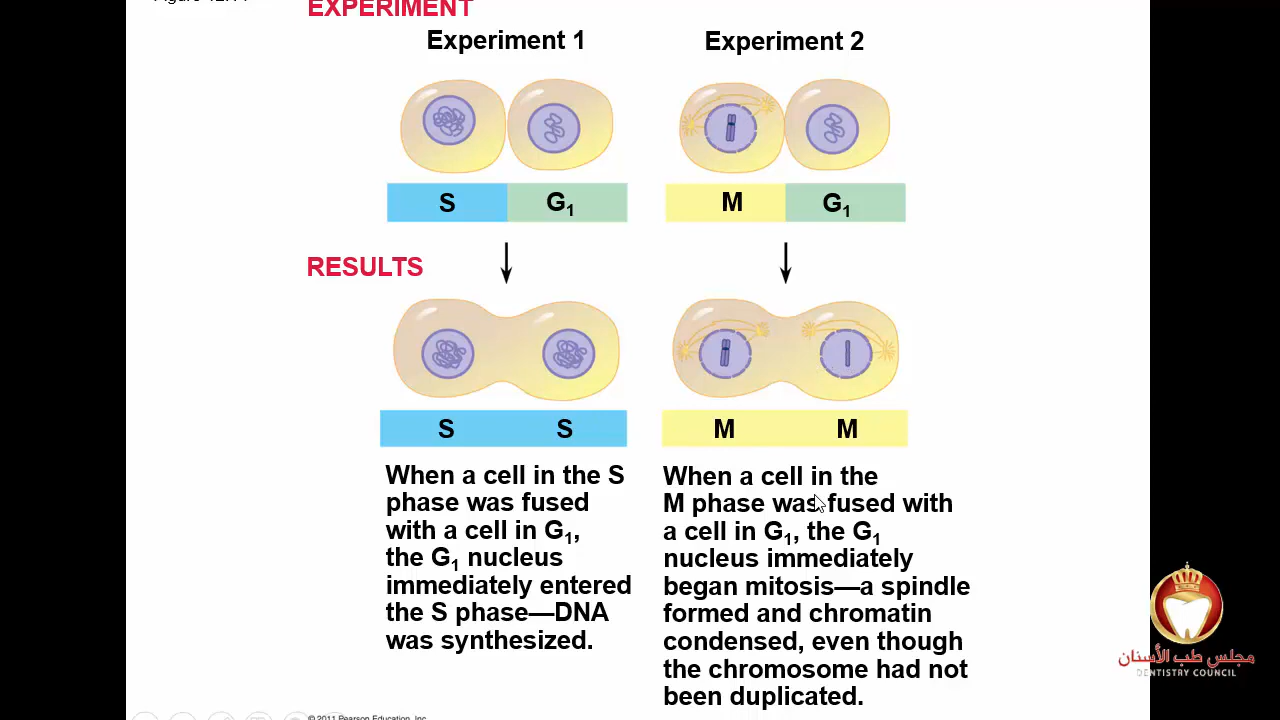 EXPERIMENT
Experiment 1
Experiment 2
S
G1
M
G1
RESULTS
S
S
M
M
When a cell in the S
phase was fused
with a cell in G1,
the G1 nucleus
immediately entered
the S phase—DNA
was synthesized.
When a cell in the
M phase was fused with
a cell in G1, the G1
nucleus immediately
began mitosis—a spindle
formed and chromatin
condensed, even though
the chromosome had not
been duplicated.
مجلس طب الأسنان
DENTISTRY COUNCIL
© 2011 Pearson Education, Inc.